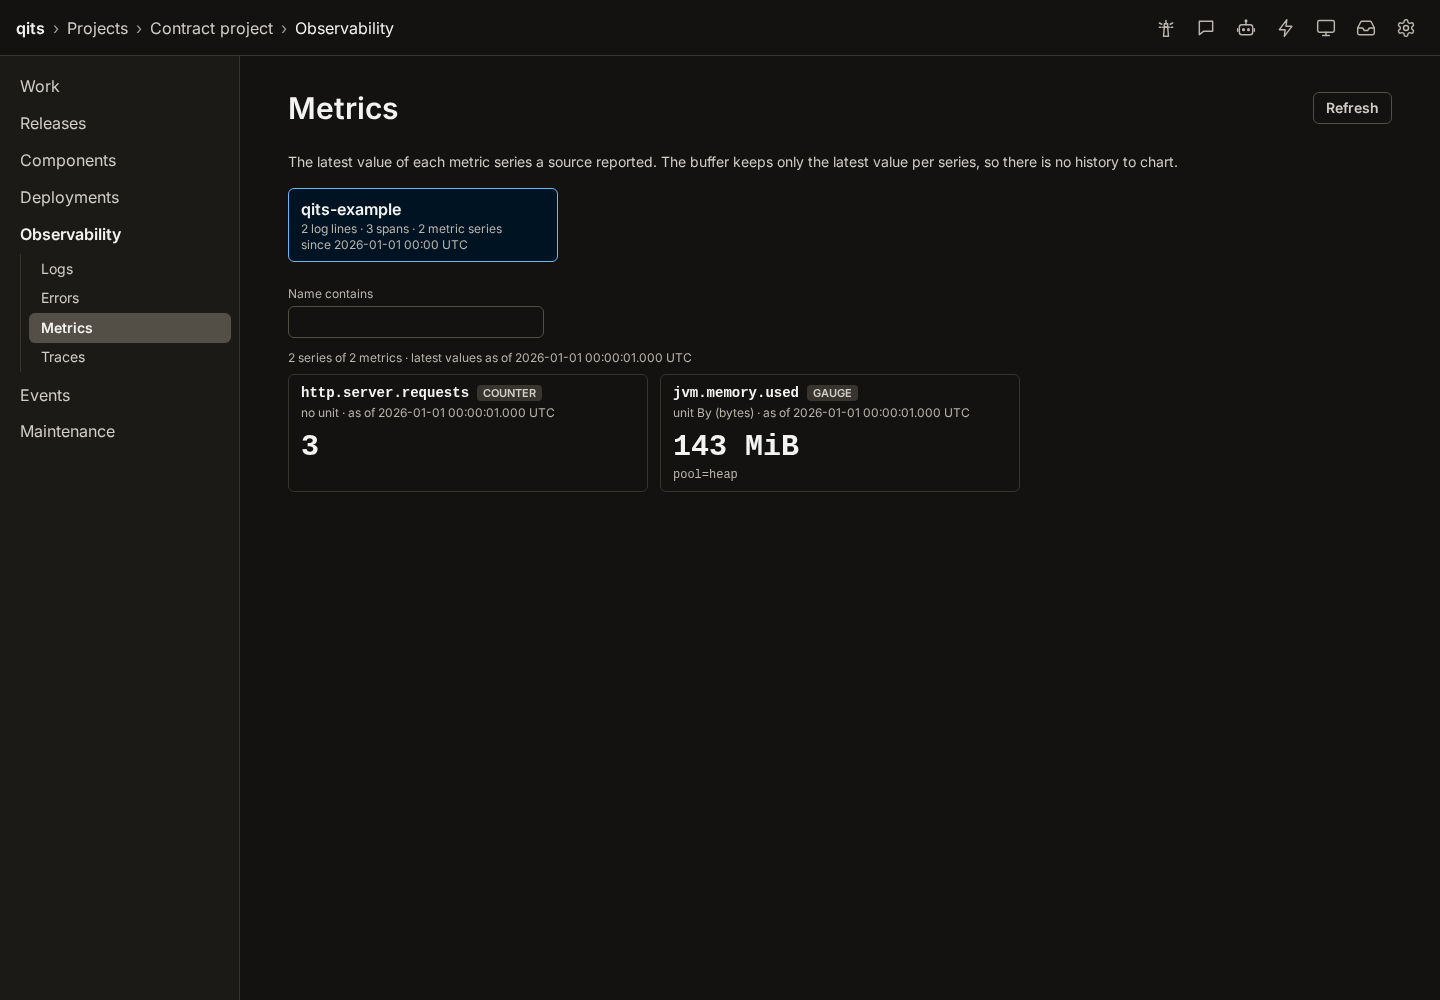 qits › Projects › Contract project › Observability
Work
Releases
Components
Deployments
Observability
Logs
Errors
Metrics
Traces
Events
Maintenance
Metrics
Refresh
The latest value of each metric series a source reported. The buffer keeps only the latest value per series, so there is no history to chart.
qits-example
2 log lines · 3 spans · 2 metric series
since 2026-01-01 00:00 UTC
Name contains
2 series of 2 metrics · latest values as of 2026-01-01 00:00:01.000 UTC
http.server.requests COUNTER
no unit · as of 2026-01-01 00:00:01.000 UTC
3
jvm.memory.used GAUGE
unit By (bytes) · as of 2026-01-01 00:00:01.000 UTC
143 MiB
pool=heap